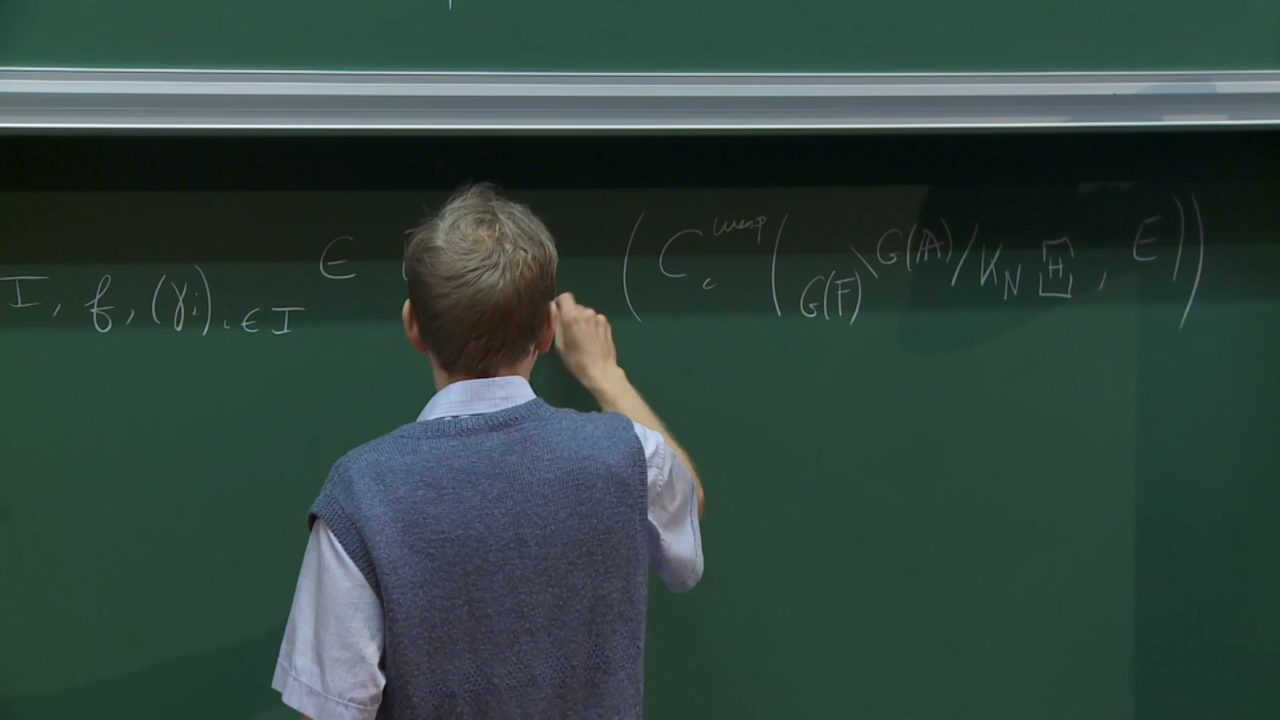 I, f, (γi)i∈I ∈ (C_c^cusp(G(F)\G(A)/K_N Ξ, E))